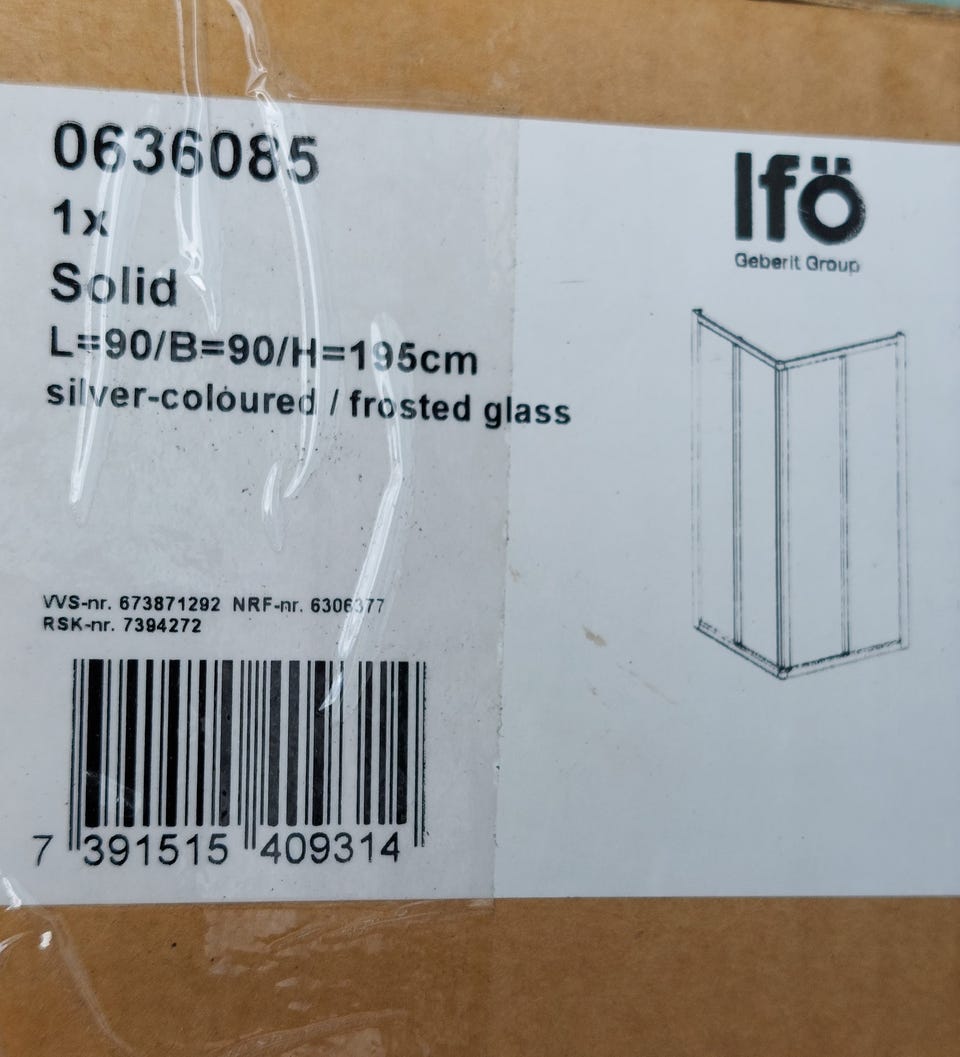 0636085
1x
Solid
L=90/B=90/H=195cm
silver-coloured / frosted glass
VVS-nr. 673871292 NRF-nr. 6306377
RSK-nr. 7394272
7 391515 409314
Ifö
Geberit Group